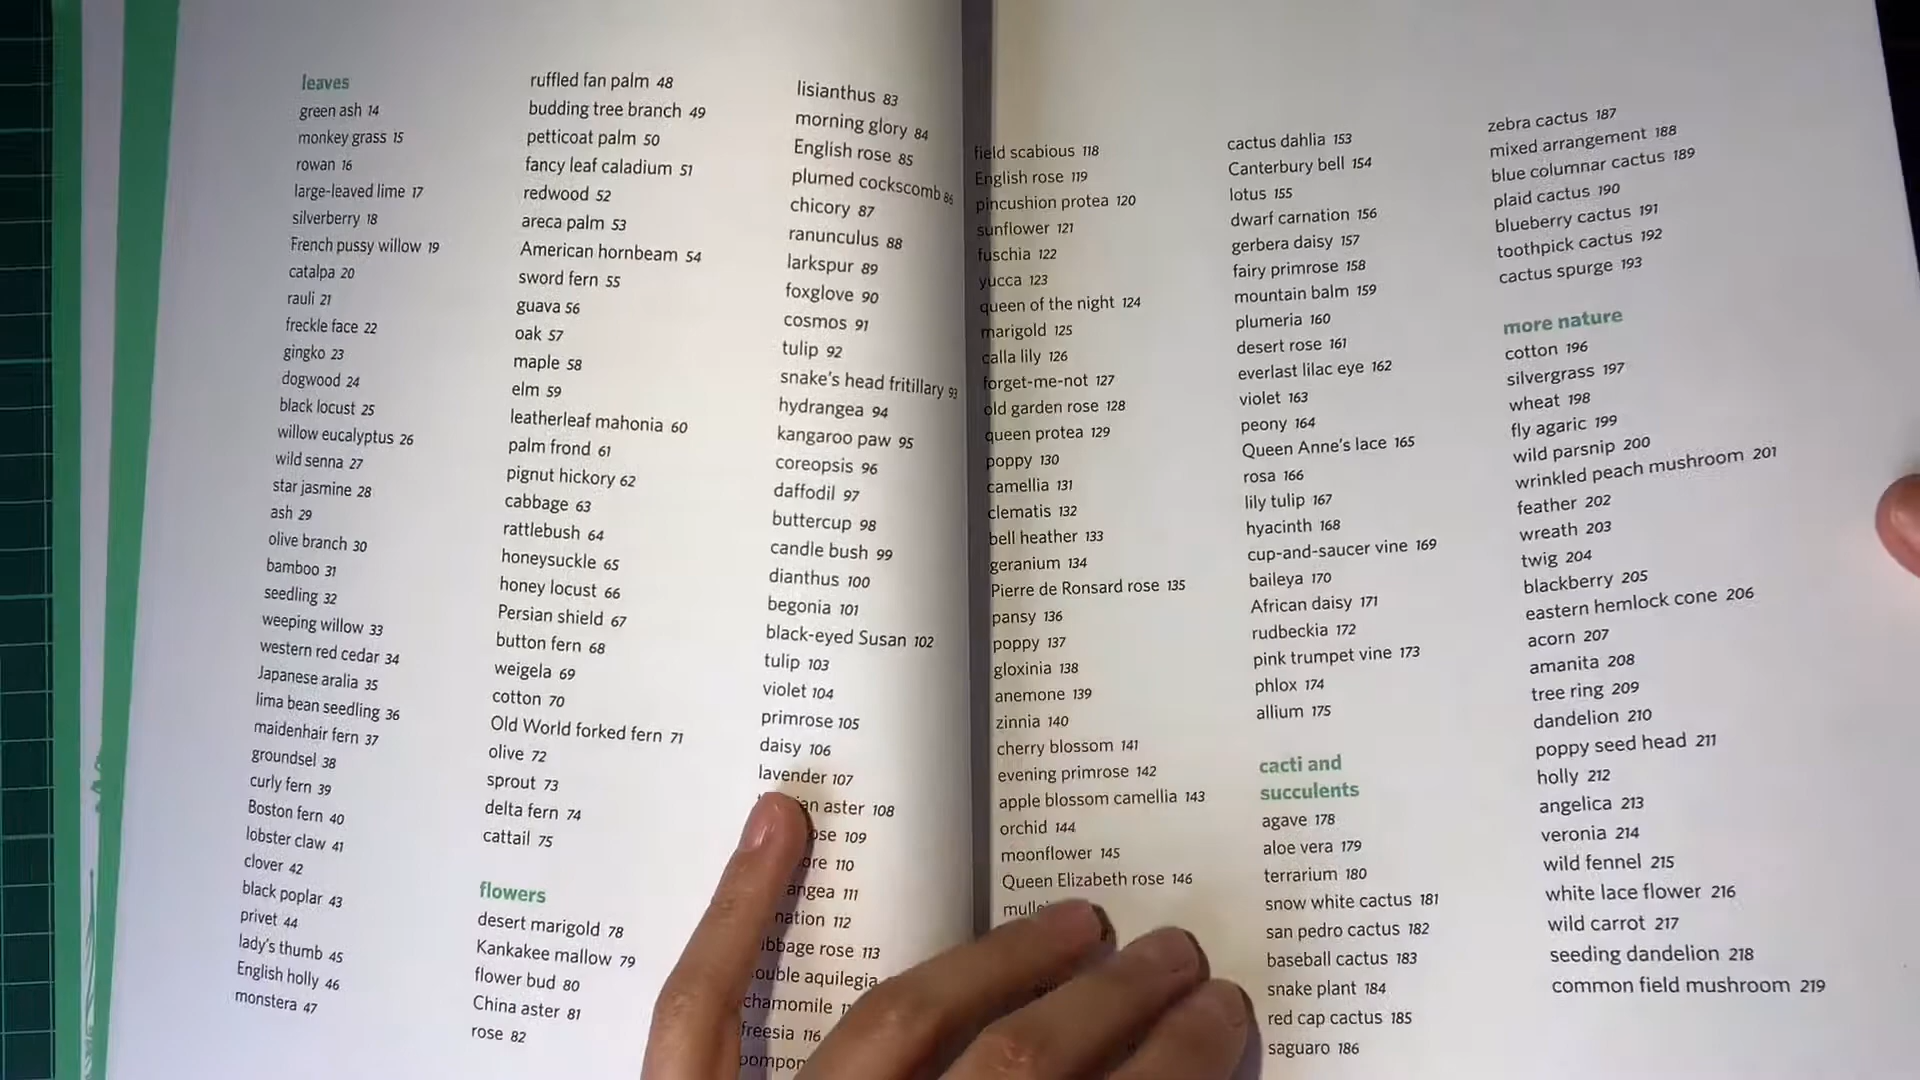 leaves
green ash 14
monkey grass 15
rowan 16
large-leaved lime 17
silverberry 18
French pussy willow 19
catalpa 20
rauli 21
freckle face 22
gingko 23
dogwood 24
black locust 25
willow eucalyptus 26
wild senna 27
star jasmine 28
ash 29
olive branch 30
bamboo 31
seedling 32
weeping willow 33
western red cedar 34
Japanese aralia 35
lima bean seedling 36
maidenhair fern 37
groundsel 38
curly fern 39
Boston fern 40
lobster claw 41
clover 42
black poplar 43
privet 44
lady's thumb 45
English holly 46
monstera 47
ruffled fan palm 48
budding tree branch 49
petticoat palm 50
fancy leaf caladium 51
redwood 52
areca palm 53
American hornbeam 54
sword fern 55
guava 56
oak 57
maple 58
elm 59
leatherleaf mahonia 60
palm frond 61
pignut hickory 62
cabbage 63
rattlebush 64
honeysuckle 65
honey locust 66
Persian shield 67
button fern 68
weigela 69
cotton 70
Old World forked fern 71
olive 72
sprout 73
delta fern 74
cattail 75
flowers
desert marigold 78
Kankakee mallow 79
flower bud 80
China aster 81
rose 82
lisianthus 83
morning glory 84
English rose 85
plumed cockscomb 86
chicory 87
ranunculus 88
larkspur 89
foxglove 90
cosmos 91
tulip 92
snake's head fritillary 93
hydrangea 94
kangaroo paw 95
coreopsis 96
daffodil 97
buttercup 98
candle bush 99
dianthus 100
begonia 101
black-eyed Susan 102
tulip 103
violet 104
primrose 105
daisy 106
lavender 107
aster 108
109
110
111
112
rose 113
aquilegia
chamomile
freesia 116
field scabious 118
English rose 119
pincushion protea 120
sunflower 121
fuschia 122
yucca 123
queen of the night 124
marigold 125
calla lily 126
forget-me-not 127
old garden rose 128
queen protea 129
poppy 130
camellia 131
clematis 132
bell heather 133
geranium 134
Pierre de Ronsard rose 135
pansy 136
poppy 137
gloxinia 138
anemone 139
zinnia 140
cherry blossom 141
evening primrose 142
apple blossom camellia 143
orchid 144
moonflower 145
Queen Elizabeth rose 146
cactus dahlia 153
Canterbury bell 154
lotus 155
dwarf carnation 156
gerbera daisy 157
fairy primrose 158
mountain balm 159
plumeria 160
desert rose 161
everlast lilac eye 162
violet 163
peony 164
Queen Anne's lace 165
rosa 166
lily tulip 167
hyacinth 168
cup-and-saucer vine 169
baileya 170
African daisy 171
rudbeckia 172
pink trumpet vine 173
phlox 174
allium 175
cacti and
succulents
agave 178
aloe vera 179
terrarium 180
snow white cactus 181
san pedro cactus 182
baseball cactus 183
snake plant 184
red cap cactus 185
saguaro 186
zebra cactus 187
mixed arrangement 188
blue columnar cactus 189
plaid cactus 190
blueberry cactus 191
toothpick cactus 192
cactus spurge 193
more nature
cotton 196
silvergrass 197
wheat 198
fly agaric 199
wild parsnip 200
wrinkled peach mushroom 201
feather 202
wreath 203
twig 204
blackberry 205
eastern hemlock cone 206
acorn 207
amanita 208
tree ring 209
dandelion 210
poppy seed head 211
holly 212
angelica 213
veronia 214
wild fennel 215
white lace flower 216
wild carrot 217
seeding dandelion 218
common field mushroom 219